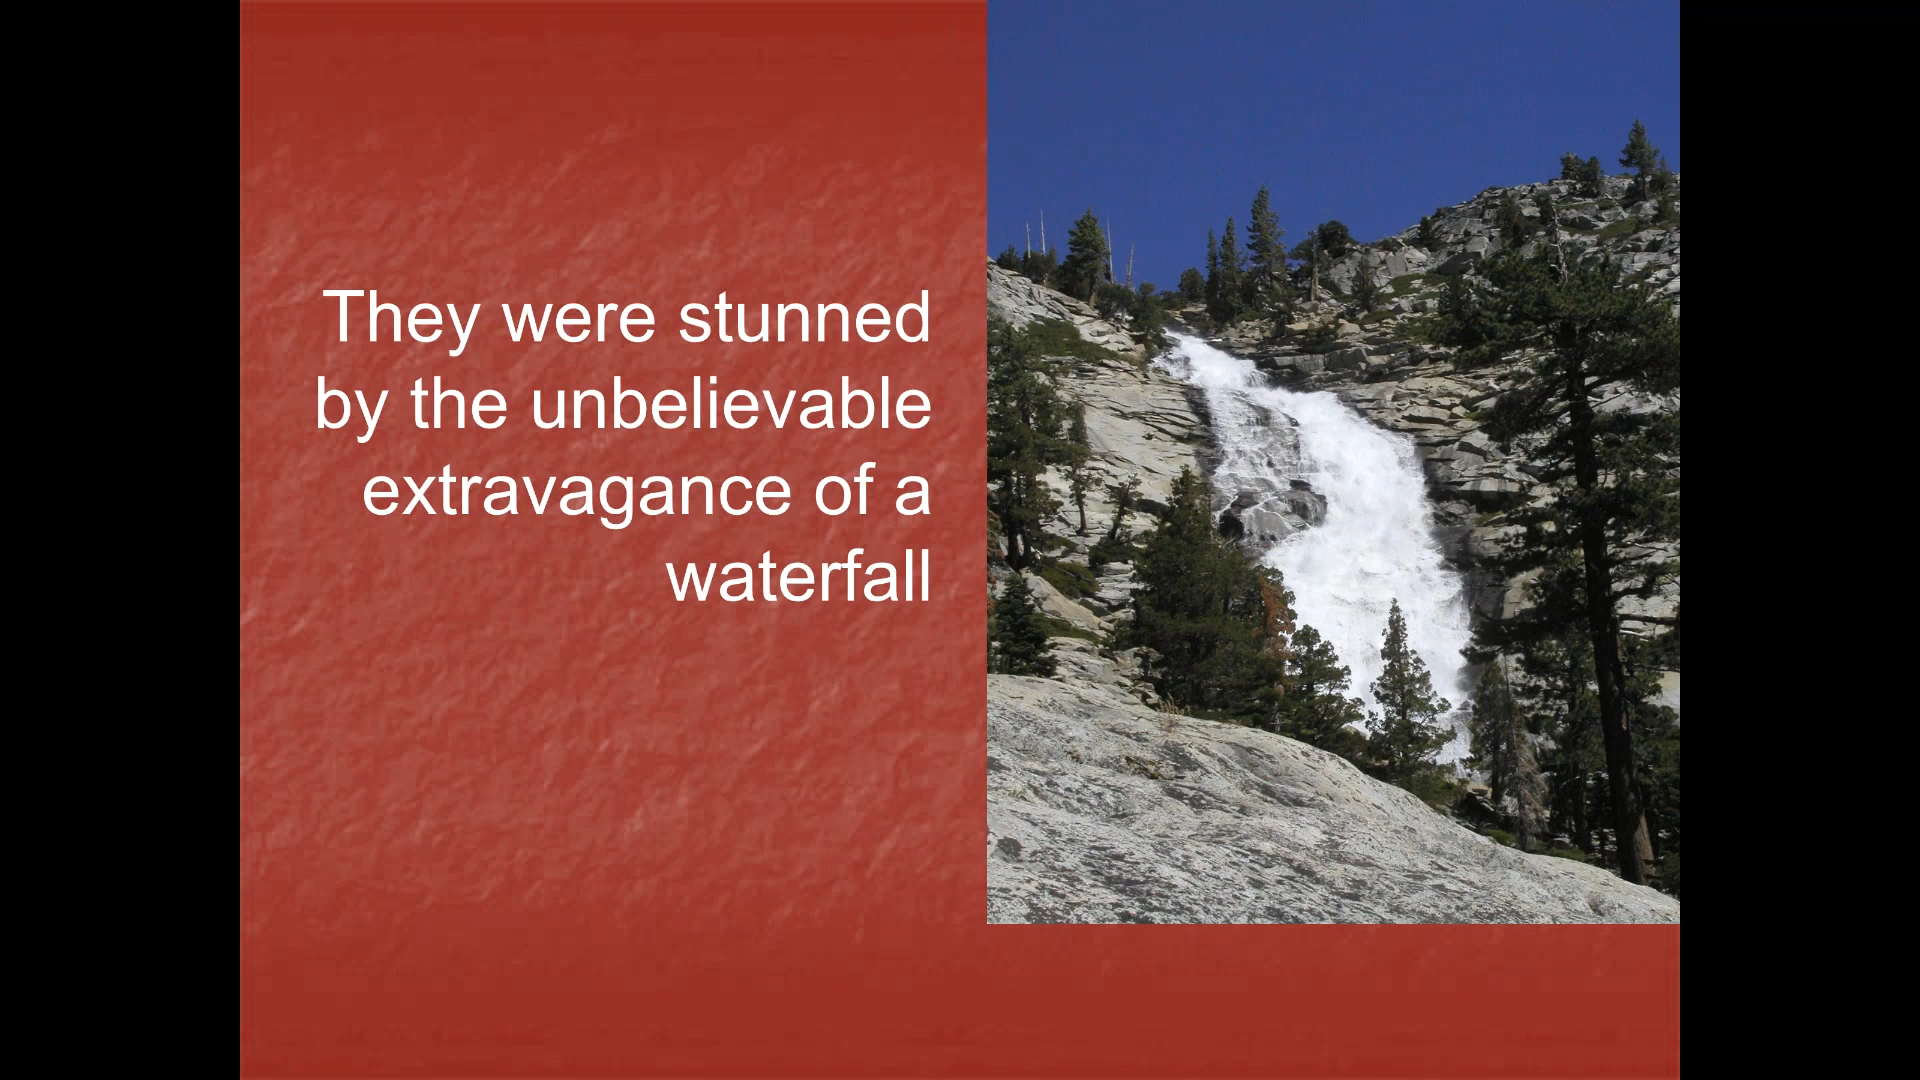 They were stunned
by the unbelievable
extravagance of a
waterfall